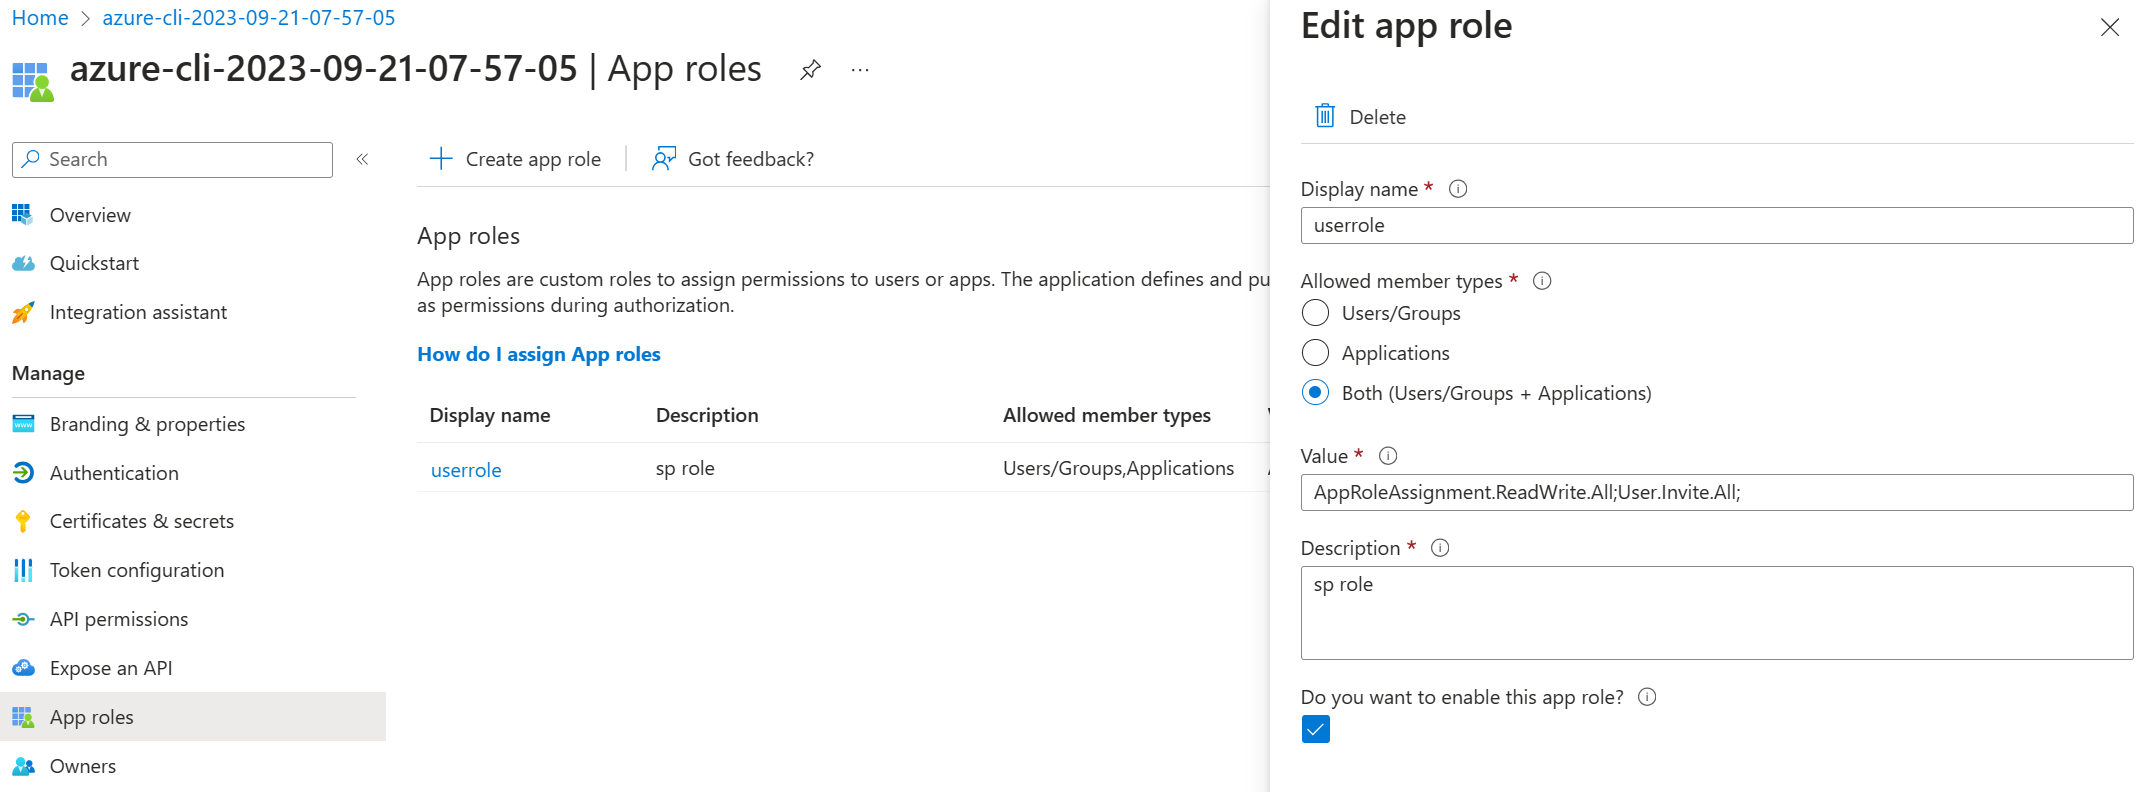 Home > azure-cli-2023-09-21-07-57-05
azure-cli-2023-09-21-07-57-05 | App roles
Search
Overview
Quickstart
Integration assistant
Manage
Branding & properties
Authentication
Certificates & secrets
Token configuration
API permissions
Expose an API
App roles
Owners
Create app role
Got feedback?
App roles
App roles are custom roles to assign permissions to users or apps. The application defines and pu
as permissions during authorization.
How do I assign App roles
Display name Description Allowed member types
userrole sp role Users/Groups,Applications
Edit app role
Delete
Display name *
userrole
Allowed member types *
Users/Groups
Applications
Both (Users/Groups + Applications)
Value *
AppRoleAssignment.ReadWrite.All;User.Invite.All;
Description *
sp role
Do you want to enable this app role?